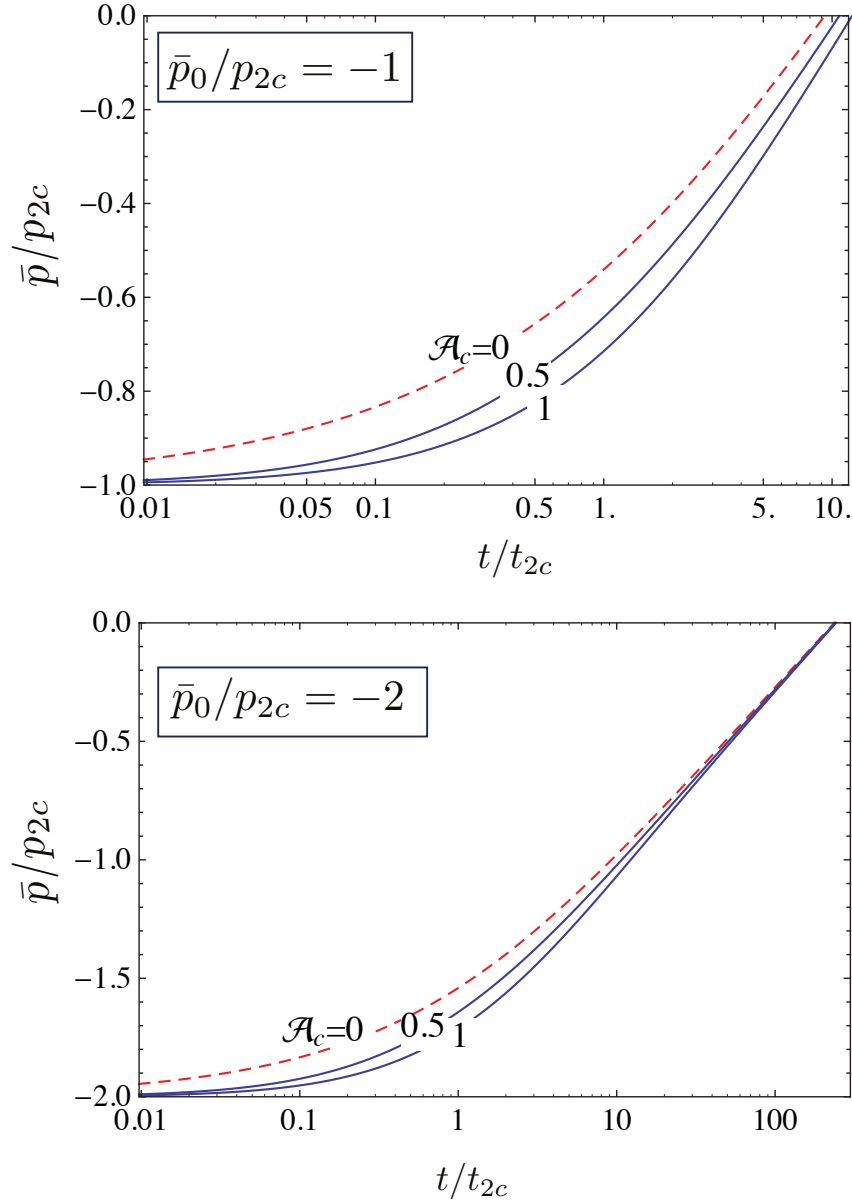 0.0
p̄₀/p₂c = −1
−0.2
−0.4
p̄/p₂c
−0.6
𝒜c=0
0.5
−0.8
1
−1.0
0.01 0.05 0.1 0.5 1. 5. 10.
t/t₂c
0.0
p̄₀/p₂c = −2
−0.5
p̄/p₂c
−1.0
−1.5
𝒜c=0 0.5 1
−2.0
0.01 0.1 1 10 100
t/t₂c